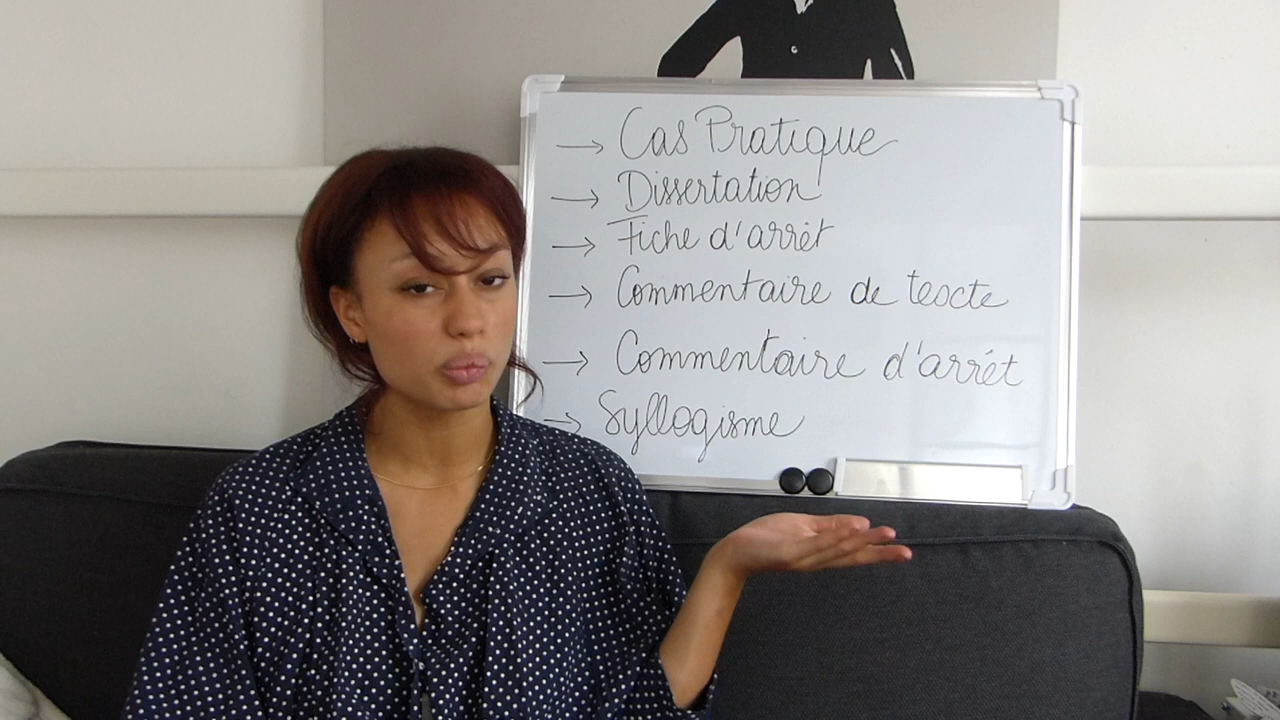 → Cas Pratique
→ Dissertation
→ Fiche d'arrêt
→ Commentaire de texte
→ Commentaire d'arrêt
→ Syllogisme